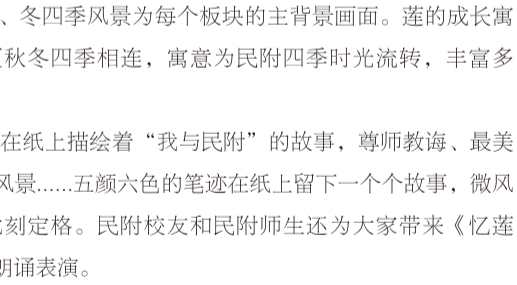 、冬四季风景为每个板块的主背景画面。莲的成长寓
秋冬四季相连，寓意为民附四季时光流转，丰富多
在纸上描绘着“我与民附”的故事，尊师教诲、最美
风景......五颜六色的笔迹在纸上留下一个个故事，微风
刻定格。民附校友和民附师生还为大家带来《忆莲
朗诵表演。